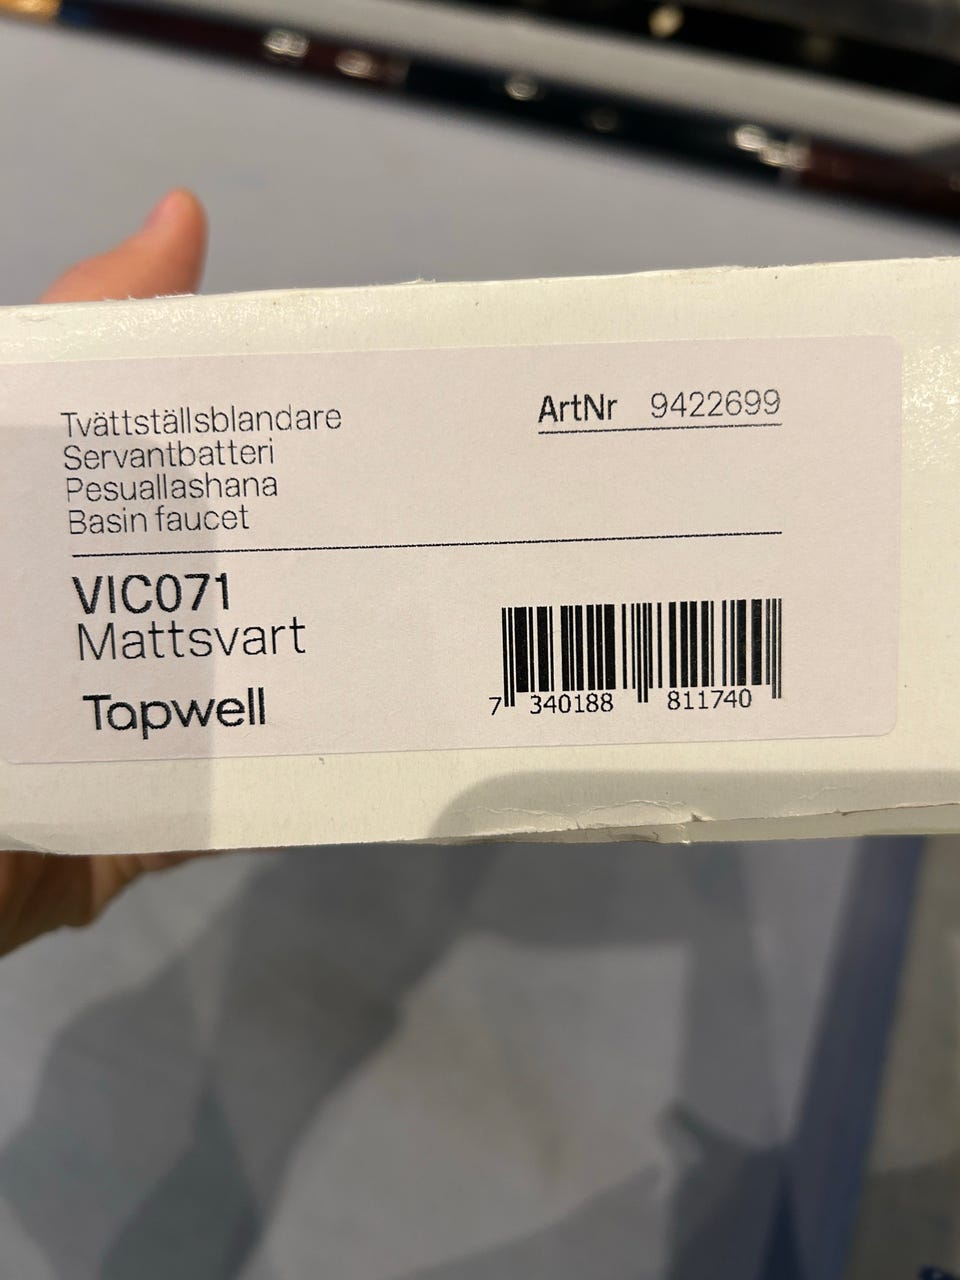 Tvättställsblandare
Servantbatteri
Pesuallashana
Basin faucet
ArtNr 9422699
VIC071
Mattsvart
Tapwell
7 340188 811740